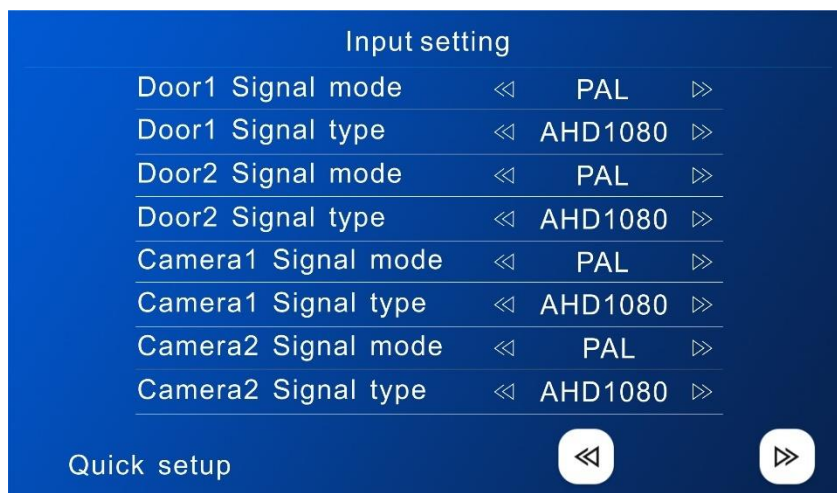 Input setting
Door1 Signal mode PAL
Door1 Signal type AHD1080
Door2 Signal mode PAL
Door2 Signal type AHD1080
Camera1 Signal mode PAL
Camera1 Signal type AHD1080
Camera2 Signal mode PAL
Camera2 Signal type AHD1080
Quick setup